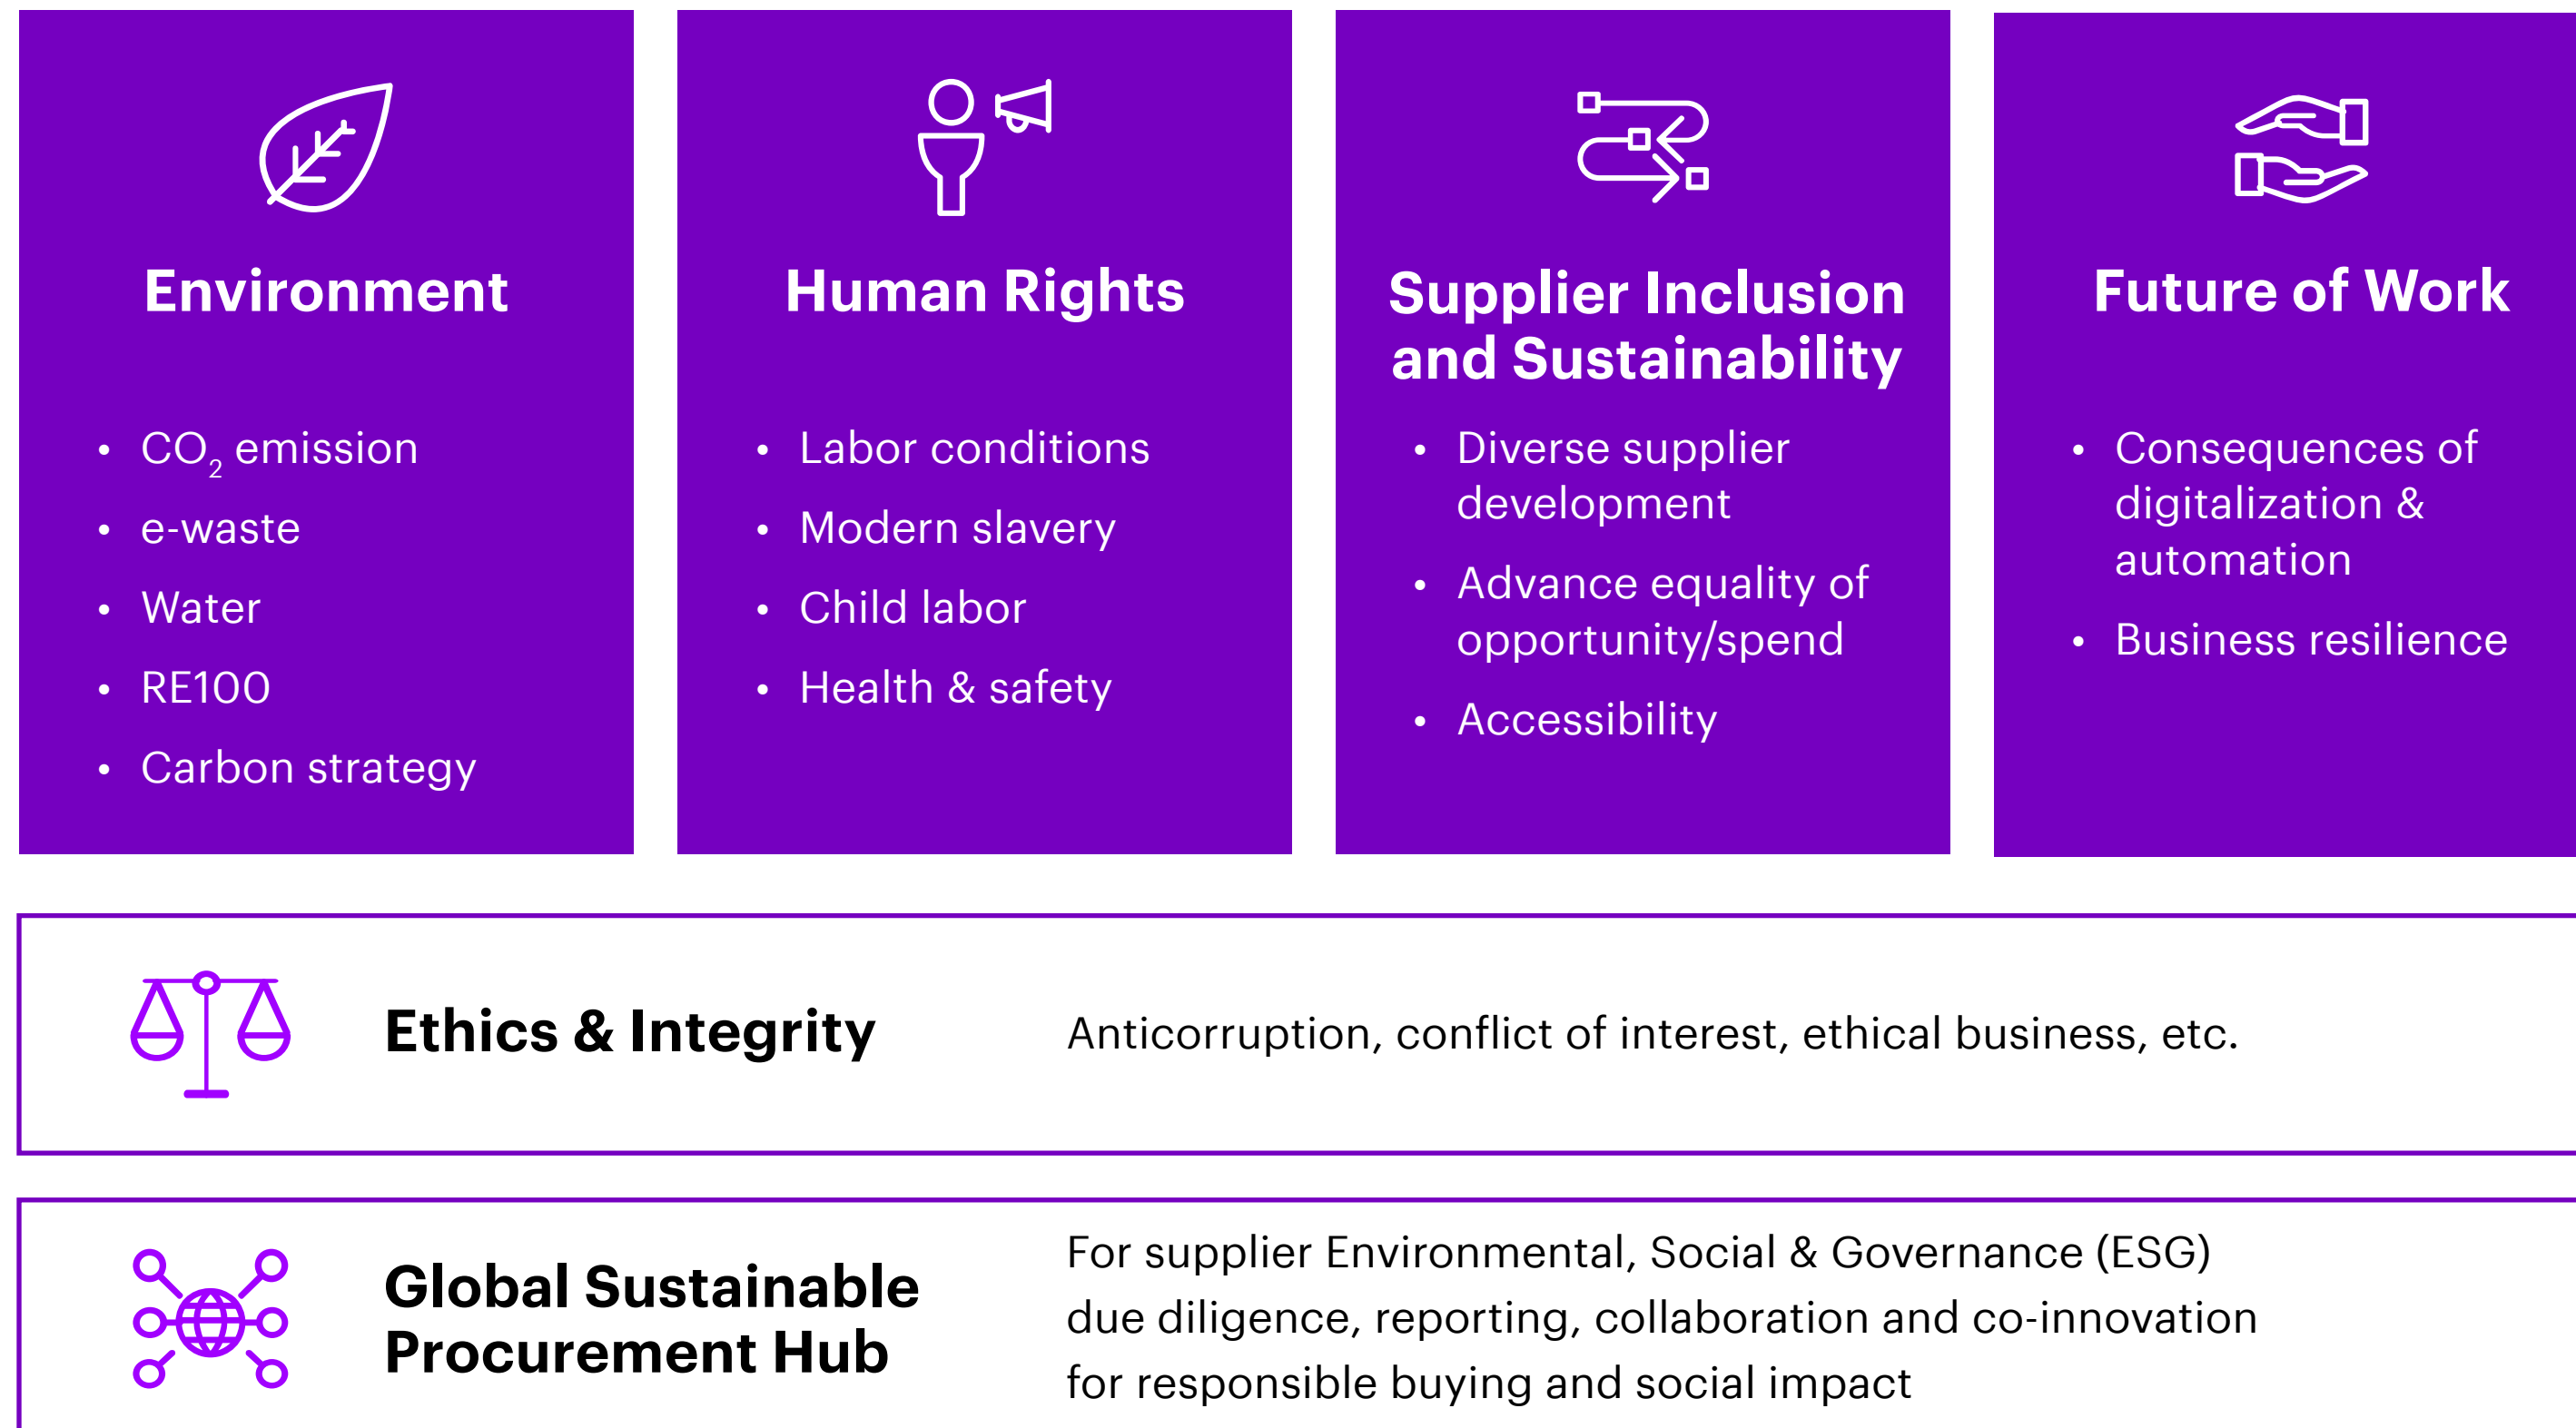 Environment
• CO₂ emission
• e-waste
• Water
• RE100
• Carbon strategy
Human Rights
• Labor conditions
• Modern slavery
• Child labor
• Health & safety
Supplier Inclusion
and Sustainability
• Diverse supplier
development
• Advance equality of
opportunity/spend
• Accessibility
Future of Work
• Consequences of
digitalization &
automation
• Business resilience
Ethics & Integrity
Anticorruption, conflict of interest, ethical business, etc.
Global Sustainable
Procurement Hub
For supplier Environmental, Social & Governance (ESG)
due diligence, reporting, collaboration and co-innovation
for responsible buying and social impact